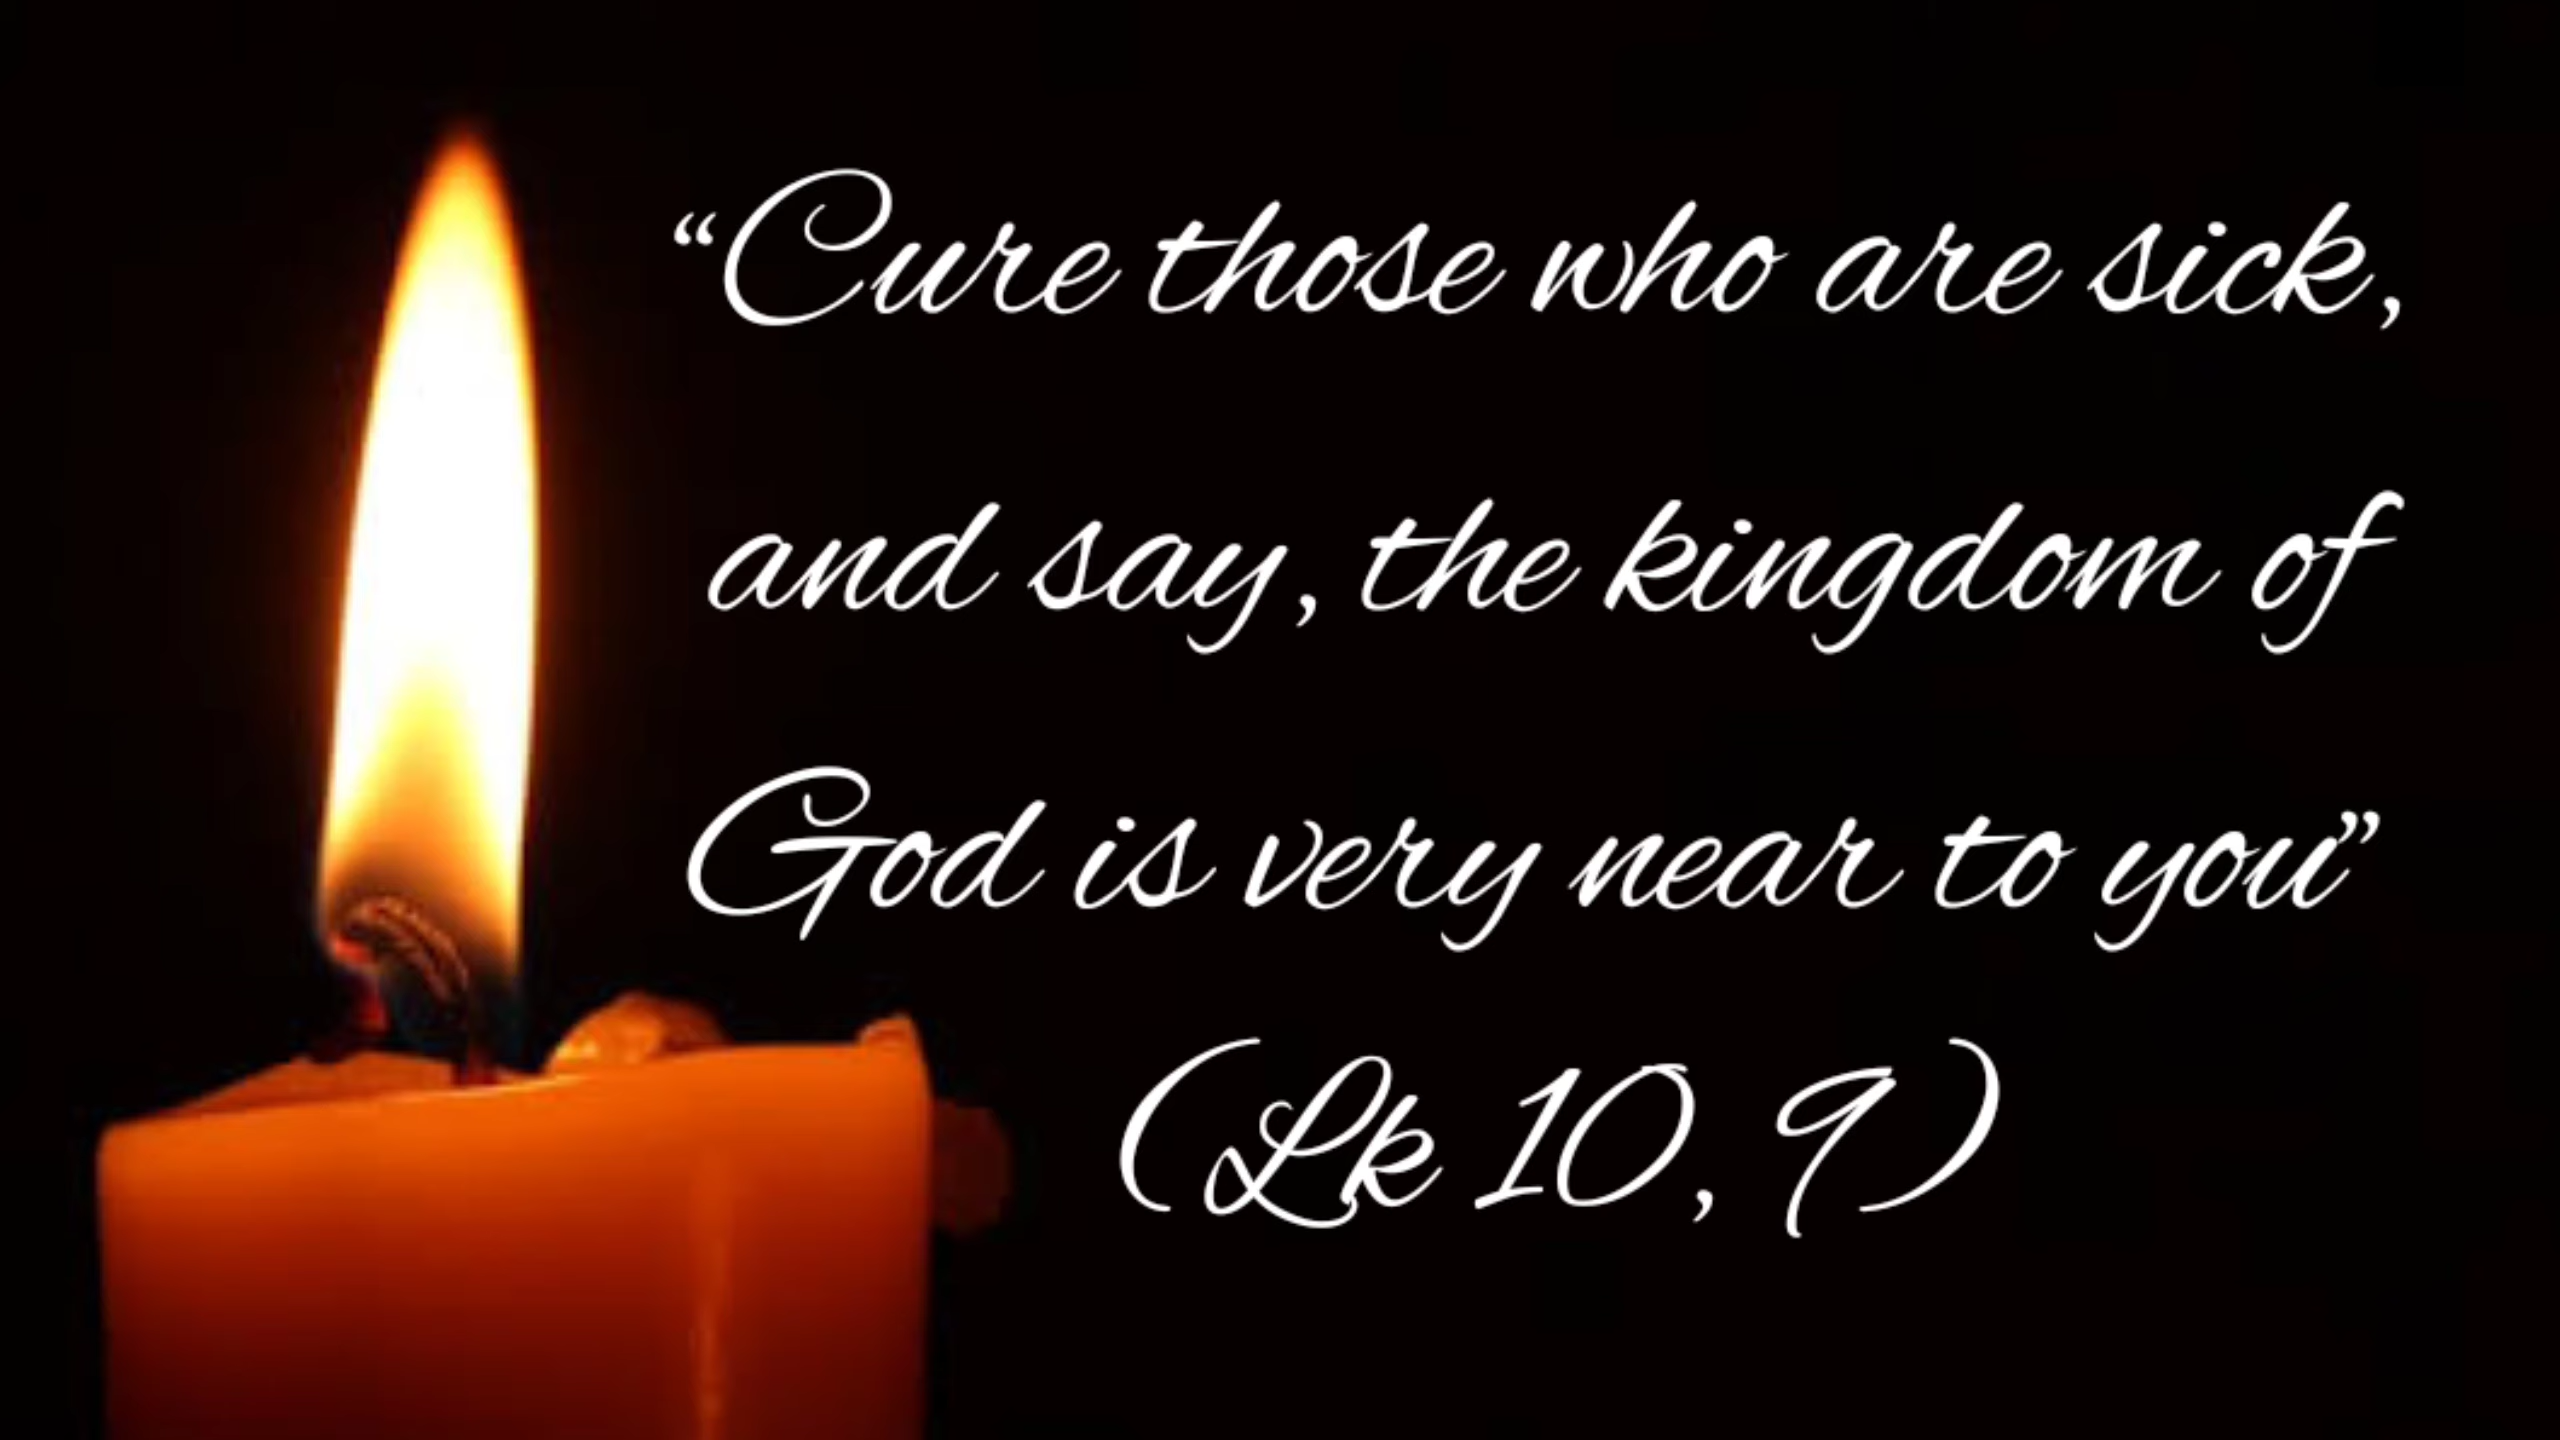 “Cure those who are sick,
and say, the kingdom of
God is very near to you”
(Lk 10, 9)